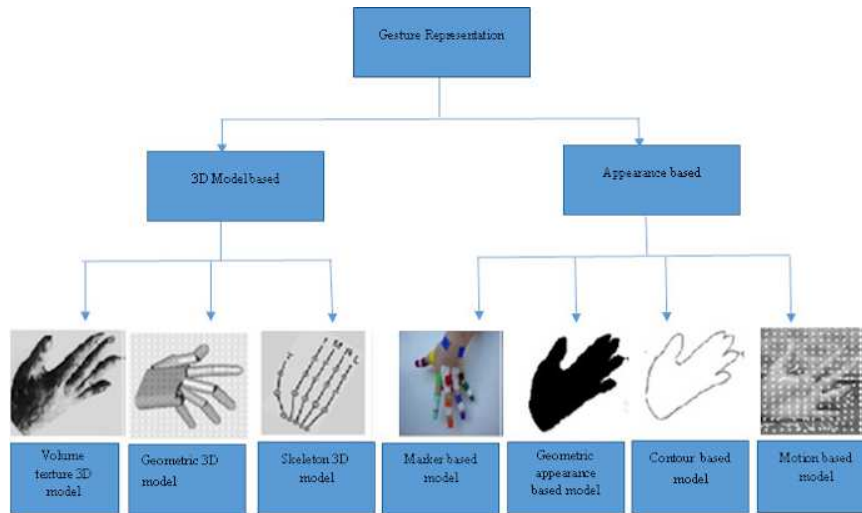 Gesture Representation
3D Model based
Appearance based
Volume
texture 3D
model
Geometric 3D
model
Skeleton 3D
model
Marker based
model
Geometric
appearance
based model
Contour based
model
Motion based
model